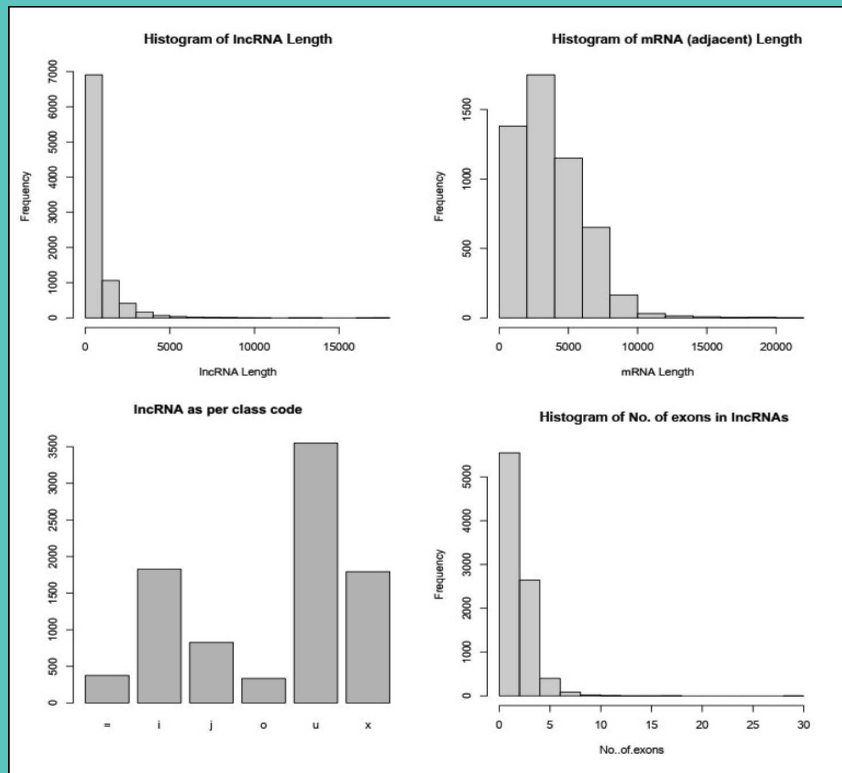 Histogram of lncRNA Length
Frequency
0 1000 2000 3000 4000 5000 6000 7000
0 5000 10000 15000
lncRNA Length
Histogram of mRNA (adjacent) Length
Frequency
0 500 1000 1500
0 5000 10000 15000 20000
mRNA Length
lncRNA as per class code
0 500 1000 1500 2000 2500 3000 3500
= i j o u x
Histogram of No. of exons in lncRNAs
Frequency
0 1000 2000 3000 4000 5000
0 5 10 15 20 25 30
No..of.exons